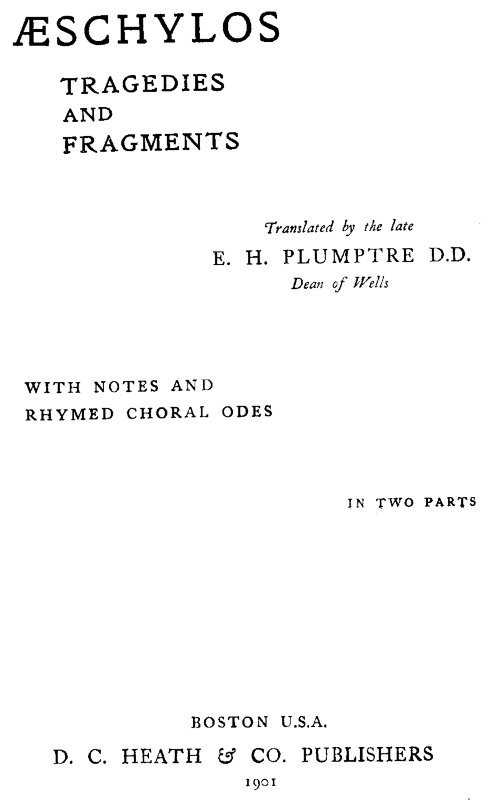 ÆSCHYLOS
TRAGEDIES
AND
FRAGMENTS
Translated by the late
E. H. PLUMPTRE D.D.
Dean of Wells
WITH NOTES AND
RHYMED CHORAL ODES
IN TWO PARTS
BOSTON U.S.A.
D. C. HEATH & CO. PUBLISHERS
1901